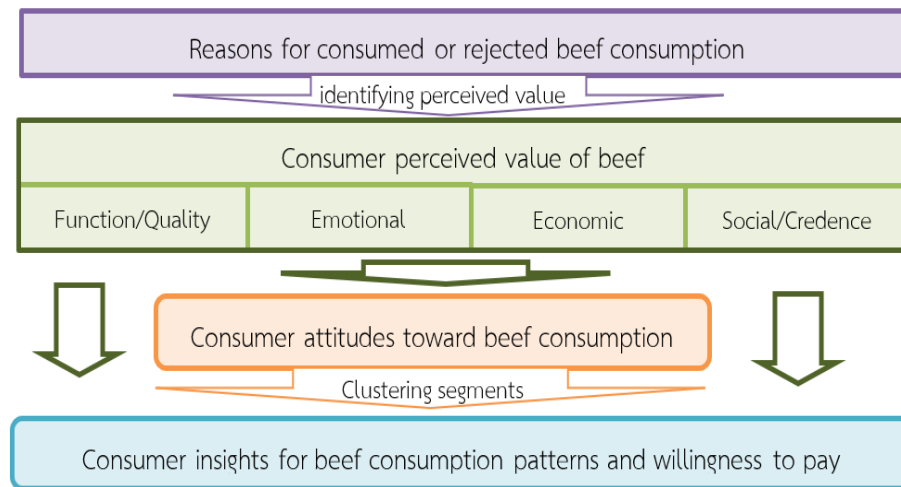 Reasons for consumed or rejected beef consumption
identifying perceived value
Consumer perceived value of beef
Function/Quality
Emotional
Economic
Social/Credence
Consumer attitudes toward beef consumption
Clustering segments
Consumer insights for beef consumption patterns and willingness to pay